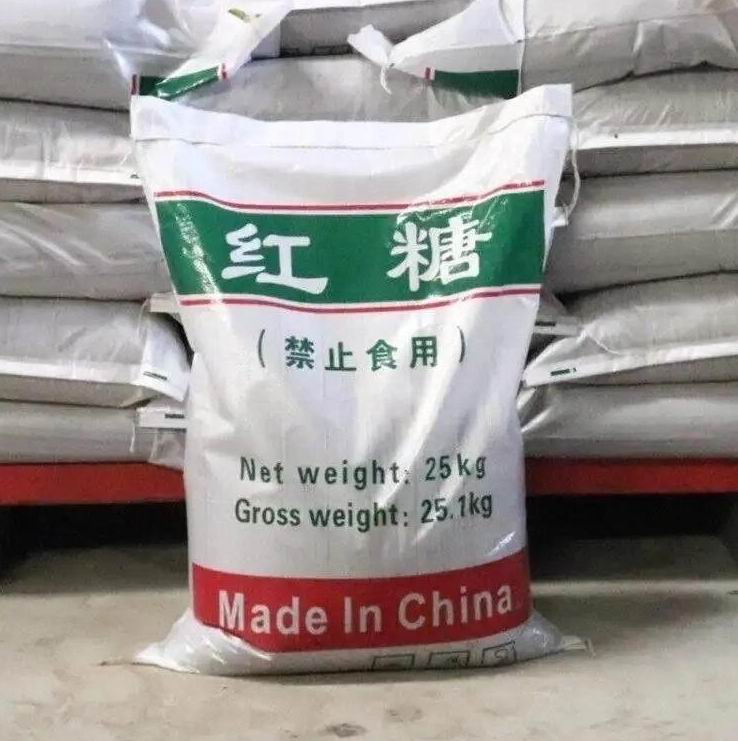 红 糖
(禁止食用)
Net weight: 25kg
Gross weight: 25.1kg
Made In China